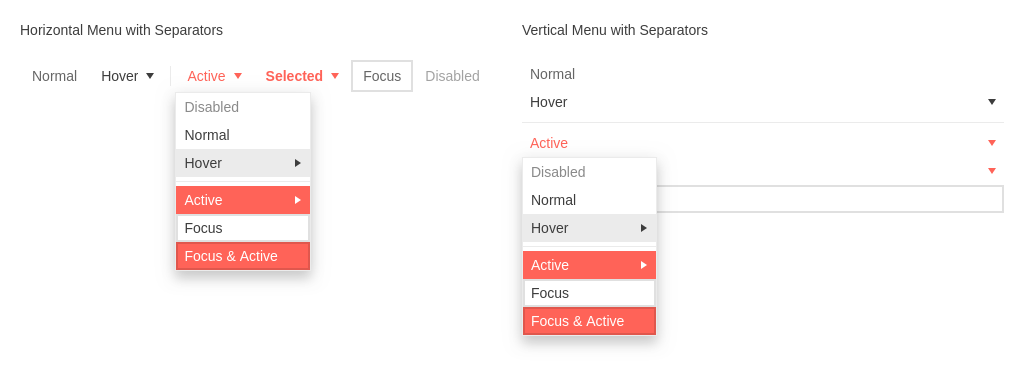 Horizontal Menu with Separators
Normal Hover Active Selected Focus Disabled
Disabled
Normal
Hover
Active
Focus
Focus & Active
Vertical Menu with Separators
Normal
Hover
Active
Disabled
Normal
Hover
Active
Focus
Focus & Active